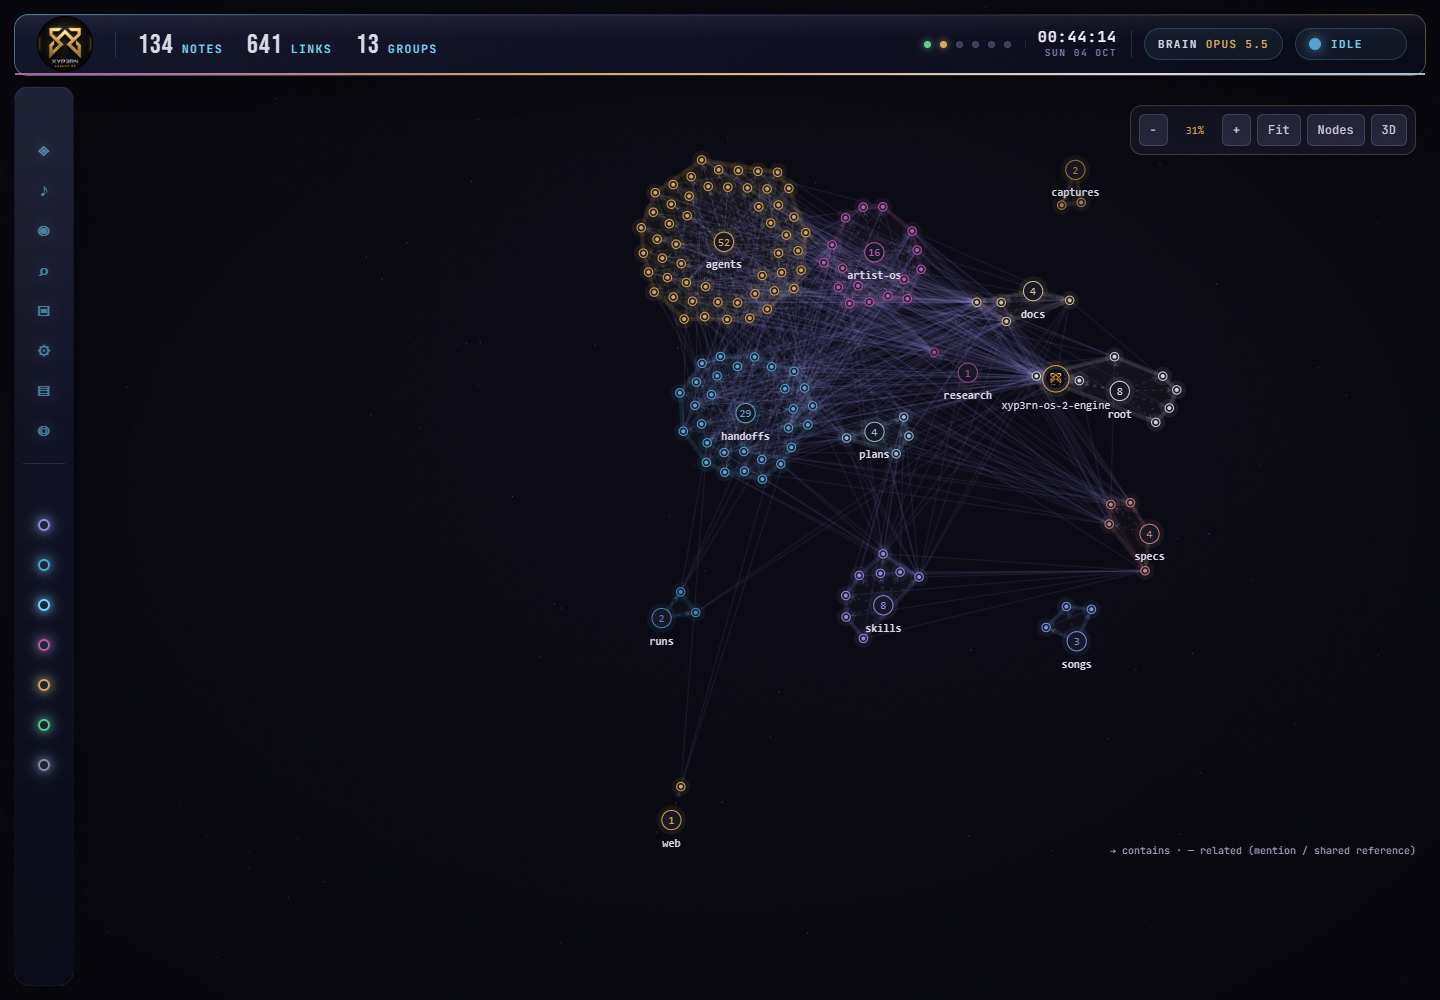 XYP3RN
134 NOTES 641 LINKS 13 GROUPS
00:44:14
SUN 04 OCT
BRAIN OPUS 5.5
IDLE
- 31% + Fit Nodes 3D
2
captures
52
agents
16
artist-os
4
docs
1
research
xyp3rn-os-2-engine
8
root
29
handoffs
4
plans
4
specs
8
skills
2
runs
3
songs
1
web
→ contains · — related (mention / shared reference)